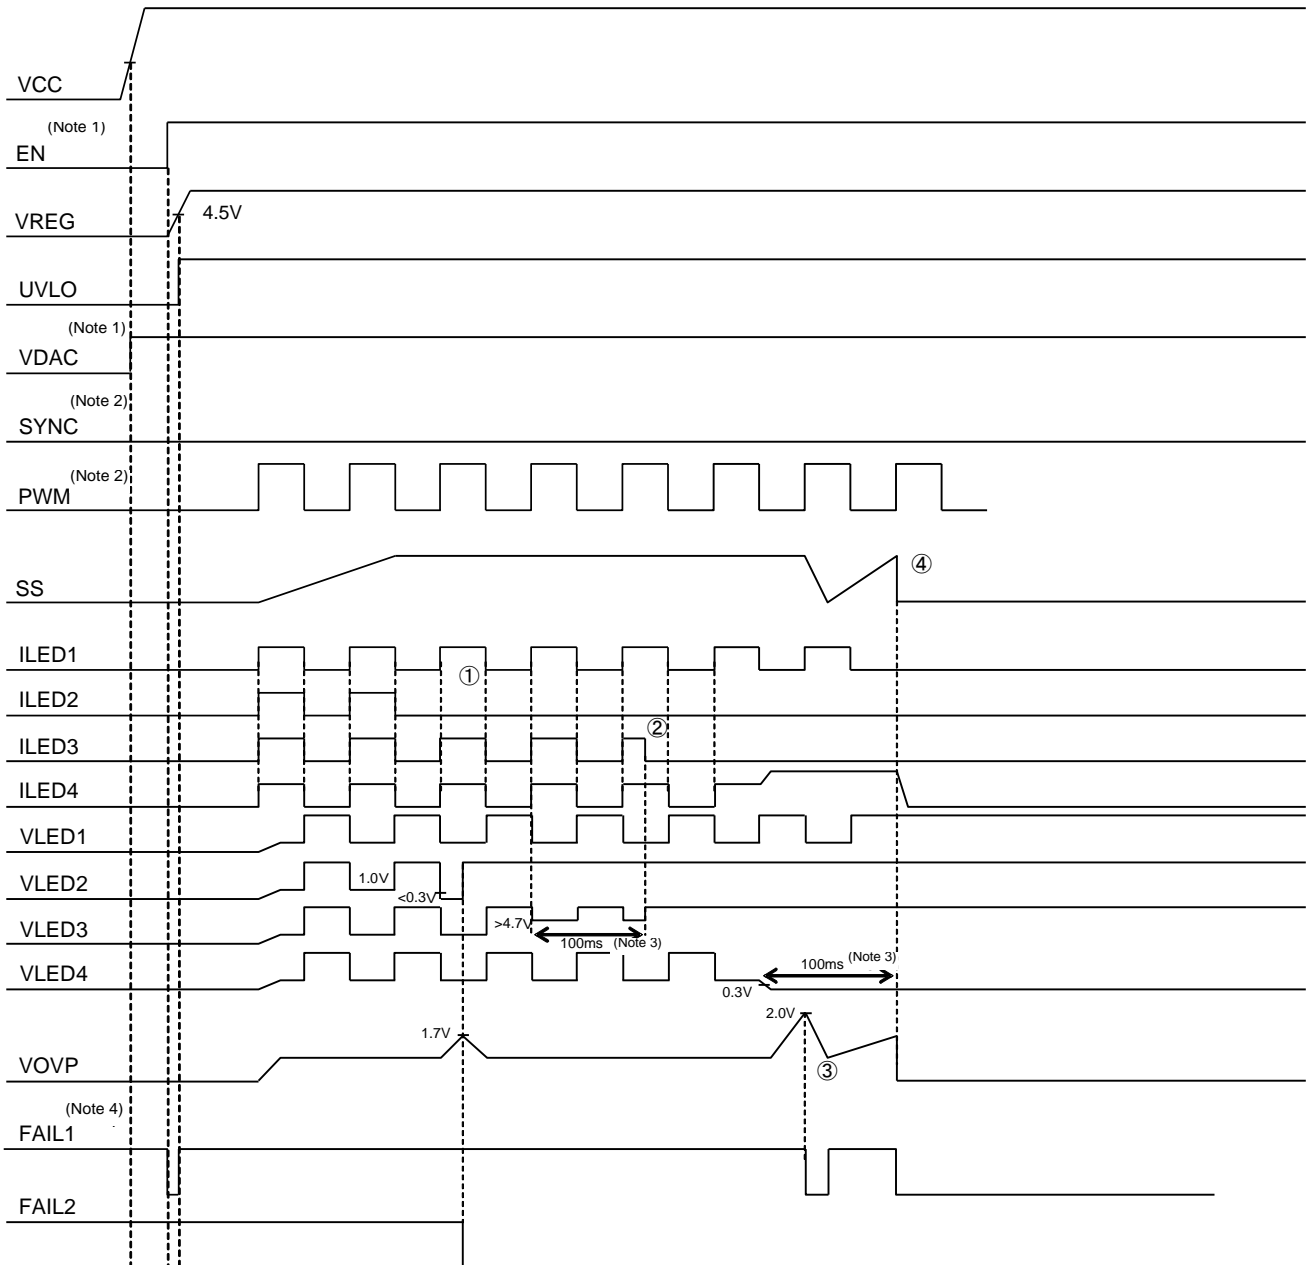 VCC
(Note 1)
EN
VREG
4.5V
UVLO
(Note 1)
VDAC
(Note 2)
SYNC
(Note 2)
PWM
④
SS
ILED1
①
ILED2
②
ILED3
ILED4
VLED1
VLED2
1.0V
<0.3V
VLED3
>4.7V
100ms (Note 3)
VLED4
100ms (Note 3)
0.3V
2.0V
1.7V
VOVP
③
(Note 4)
FAIL1
FAIL2